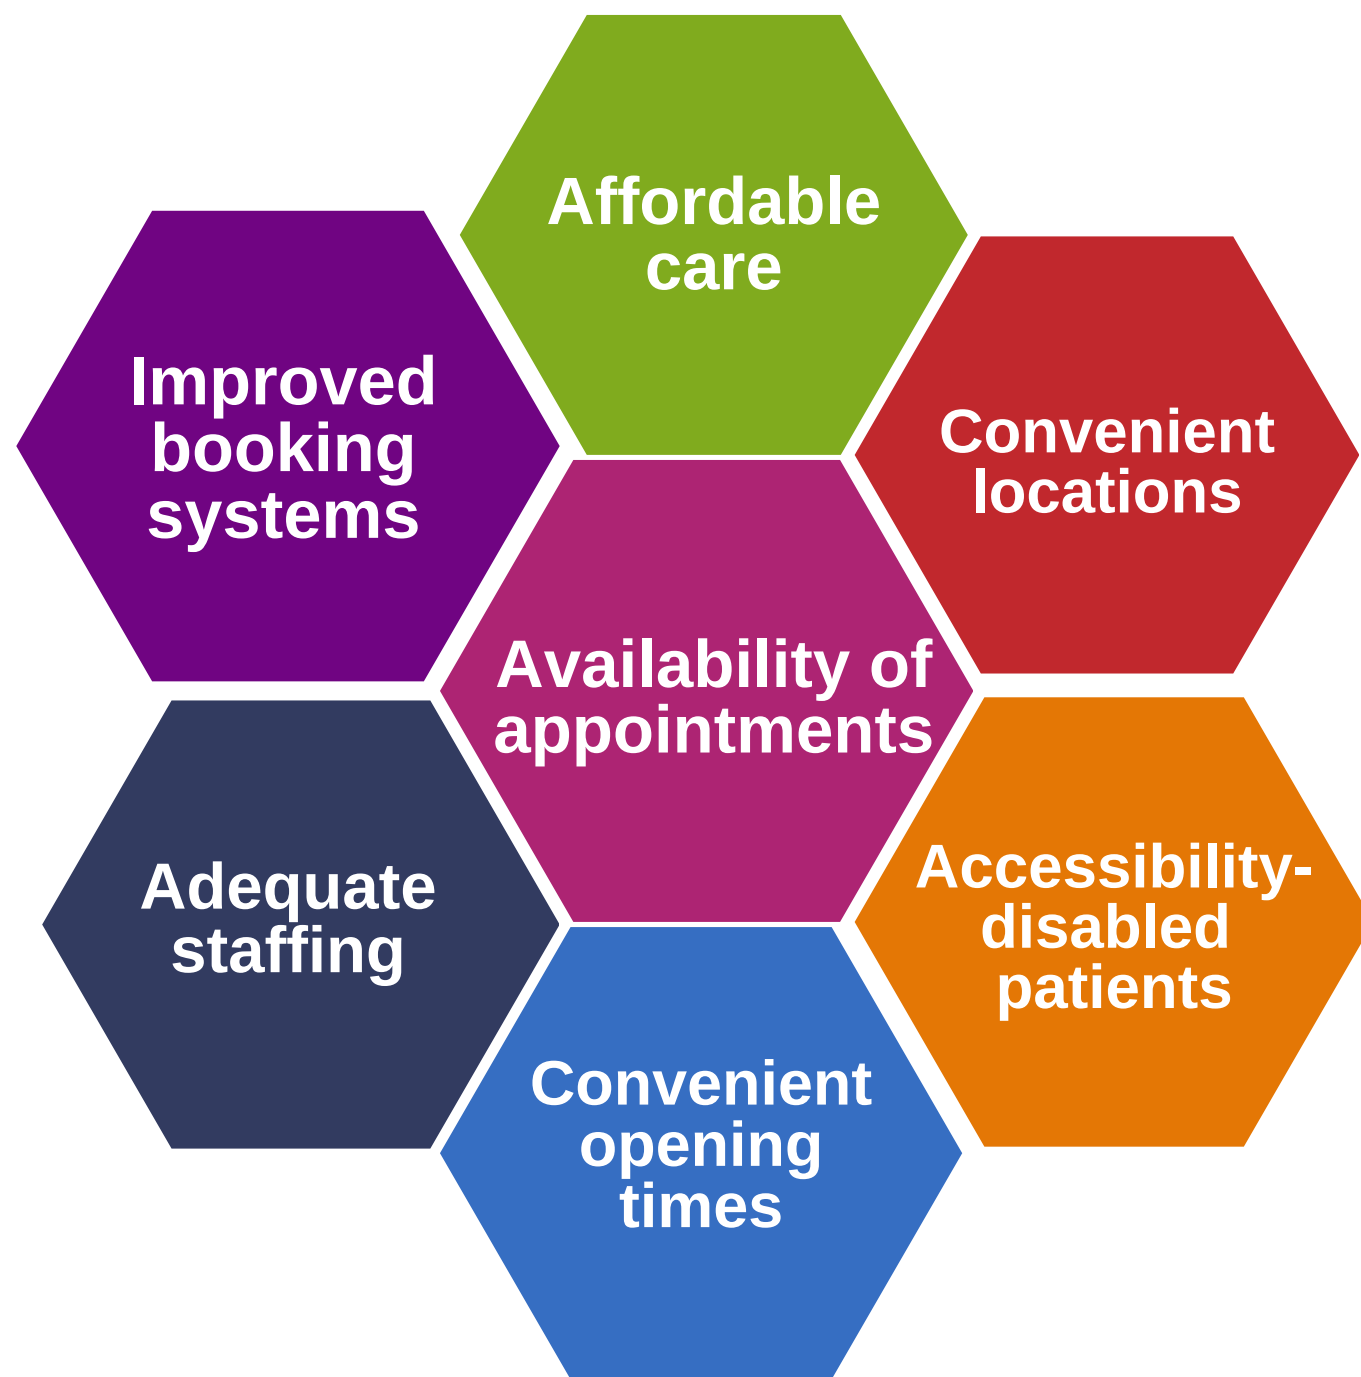 Affordable
care
Improved
booking
systems
Convenient
locations
Availability of
appointments
Adequate
staffing
Accessibility-
disabled
patients
Convenient
opening
times